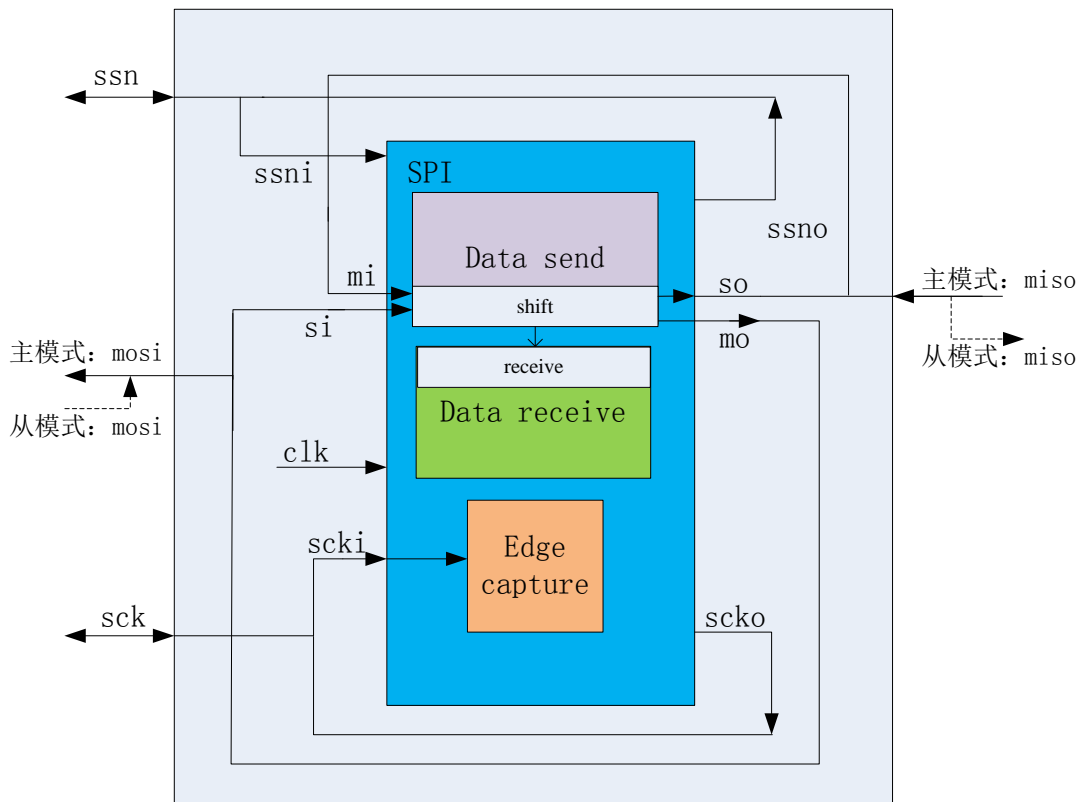 ssn
ssni
SPI
ssno
Data send
mi
so
主模式: miso
shift
si
mo
主模式: mosi
从模式: miso
receive
从模式: mosi
Data receive
clk
scki
Edge
capture
sck
scko